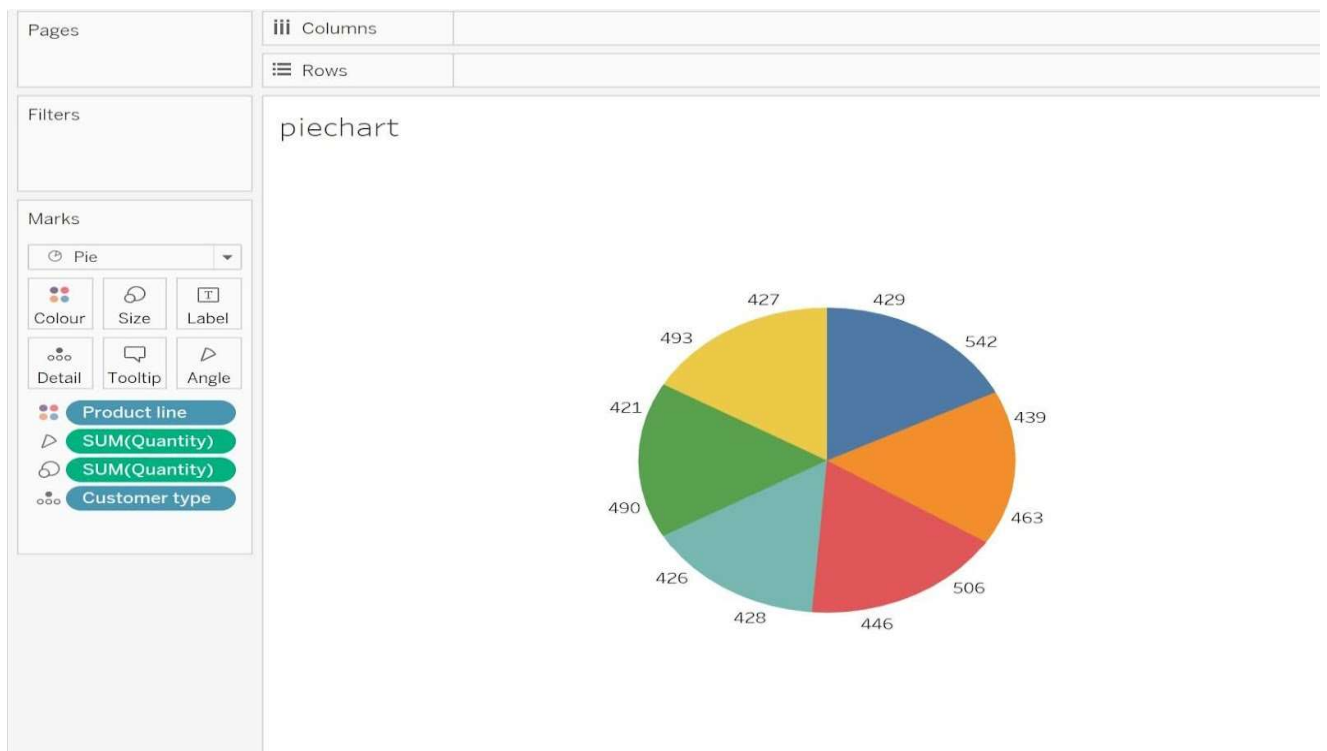 Pages
iii Columns
Rows
Filters
piechart
Marks
Pie
Colour Size Label
Detail Tooltip Angle
Product line
SUM(Quantity)
SUM(Quantity)
Customer type
427 429
493 542
421 439
490 463
426 506
428 446